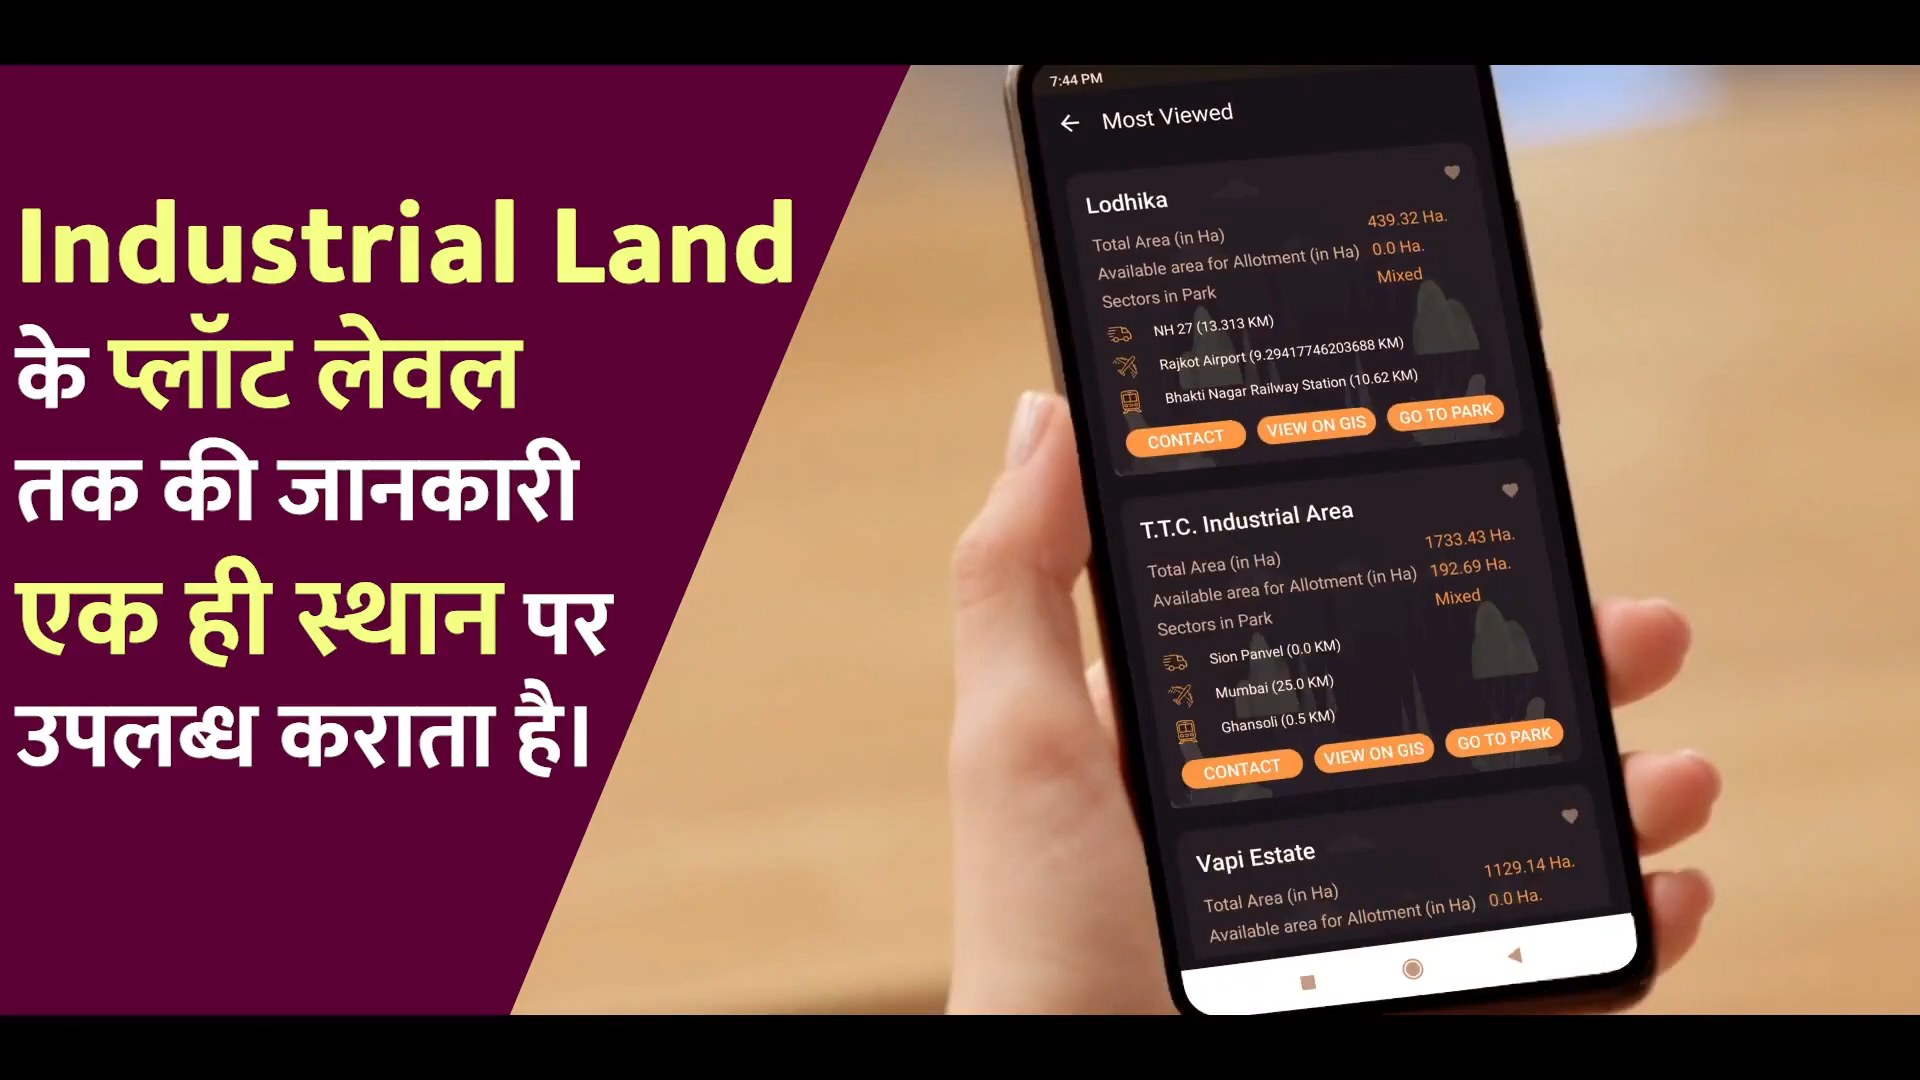 Industrial Land
के प्लॉट लेवल
तक की जानकारी
एक ही स्थान पर
उपलब्ध कराता है।
7:44 PM
Most Viewed
Lodhika
Total Area (in Ha) 439.32 Ha.
Available area for Allotment (in Ha) 0.0 Ha.
Sectors in Park Mixed
NH 27 (13.313 KM)
Rajkot Airport (9.29417746203688 KM)
Bhakti Nagar Railway Station (10.62 KM)
CONTACT VIEW ON GIS GO TO PARK
T.T.C. Industrial Area
Total Area (in Ha) 1733.43 Ha.
Available area for Allotment (in Ha) 192.69 Ha.
Sectors in Park Mixed
Sion Panvel (0.0 KM)
Mumbai (25.0 KM)
Ghansoli (0.5 KM)
CONTACT VIEW ON GIS GO TO PARK
Vapi Estate
Total Area (in Ha) 1129.14 Ha.
Available area for Allotment (in Ha) 0.0 Ha.